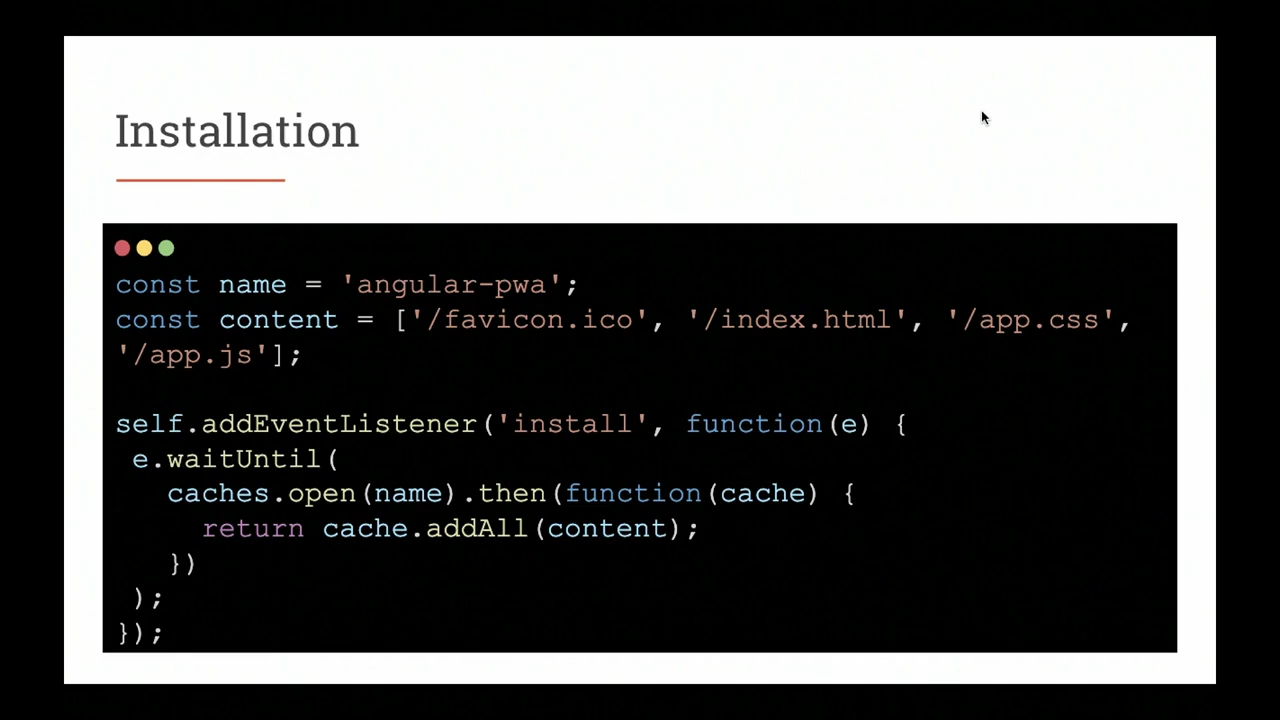 Installation
const name = 'angular-pwa';
const content = ['/favicon.ico', '/index.html', '/app.css',
'/app.js'];
self.addEventListener('install', function(e) {
e.waitUntil(
caches.open(name).then(function(cache) {
return cache.addAll(content);
})
);
});